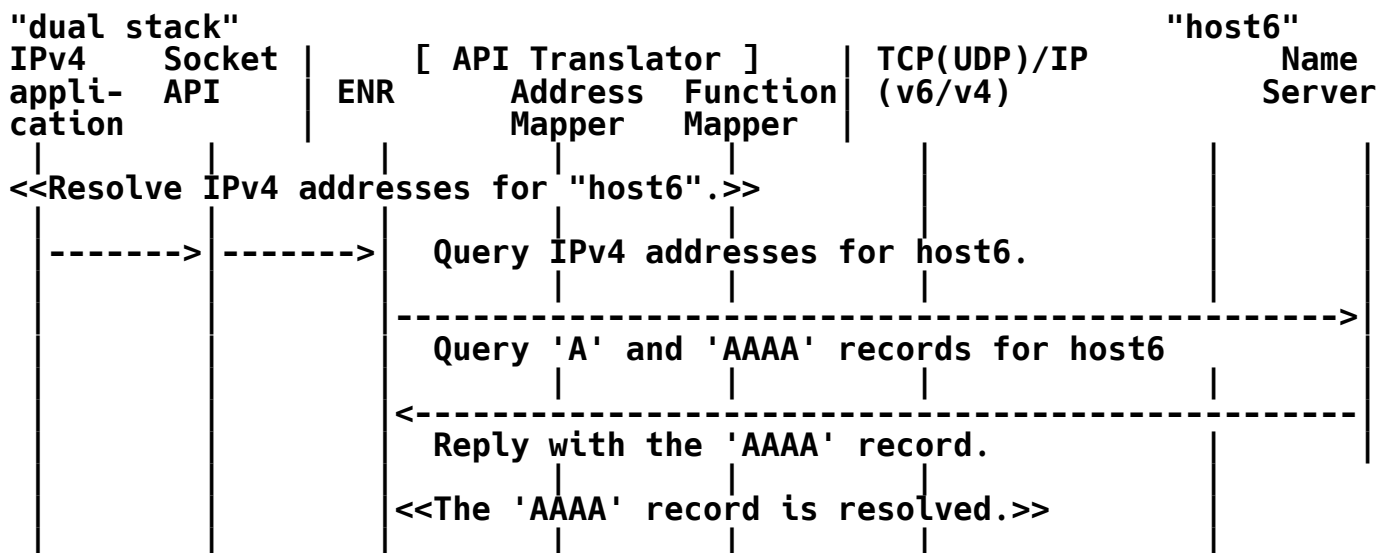 "dual stack" "host6"
IPv4 Socket | [ API Translator ] | TCP(UDP)/IP Name
appli- API | ENR Address Function| (v6/v4) Server
cation | Mapper Mapper |
| | | | | | | |
<<Resolve IPv4 addresses for "host6".>> | | |
| | | | | | | |
|------->|------->| Query IPv4 addresses for host6. | |
| | | | | | | |
| | |------------------------------------------------->|
| | | Query 'A' and 'AAAA' records for host6 |
| | | | | | | |
| | |<-------------------------------------------------|
| | | Reply with the 'AAAA' record. | |
| | | | | | |
| | |<<The 'AAAA' record is resolved.>> |
| | | | | | |